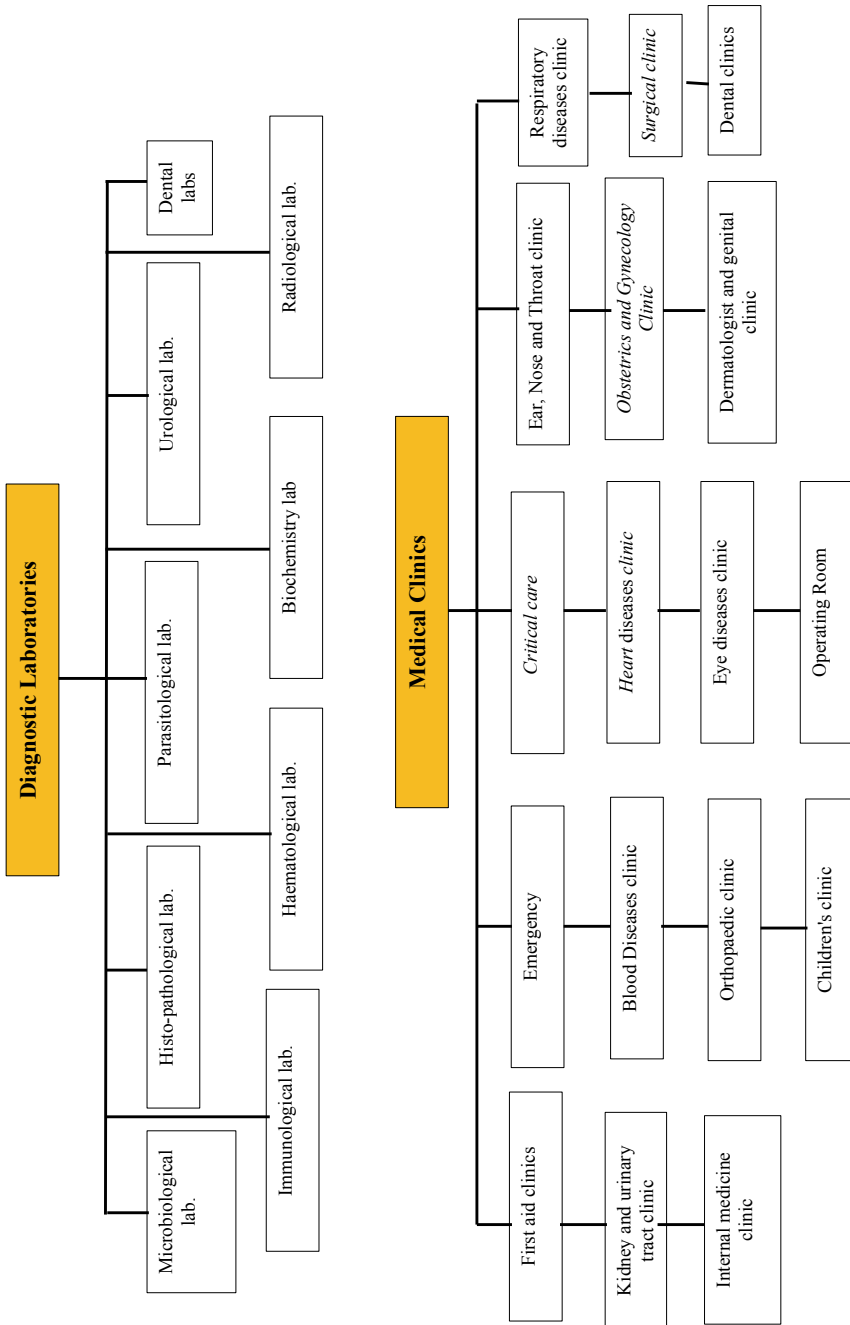 Diagnostic Laboratories
Microbiological
lab.
Histo-pathological lab.
Parasitological lab.
Urological lab.
Dental
labs
Immunological lab.
Haematological lab.
Biochemistry lab
Radiological lab.
Medical Clinics
First aid clinics
Emergency
Critical care
Ear, Nose and Throat clinic
Respiratory
diseases clinic
Kidney and urinary
tract clinic
Blood Diseases clinic
Heart diseases clinic
Obstetrics and Gynecology
Clinic
Surgical clinic
Internal medicine
clinic
Orthopaedic clinic
Eye diseases clinic
Dermatologist and genital
clinic
Dental clinics
Children's clinic
Operating Room